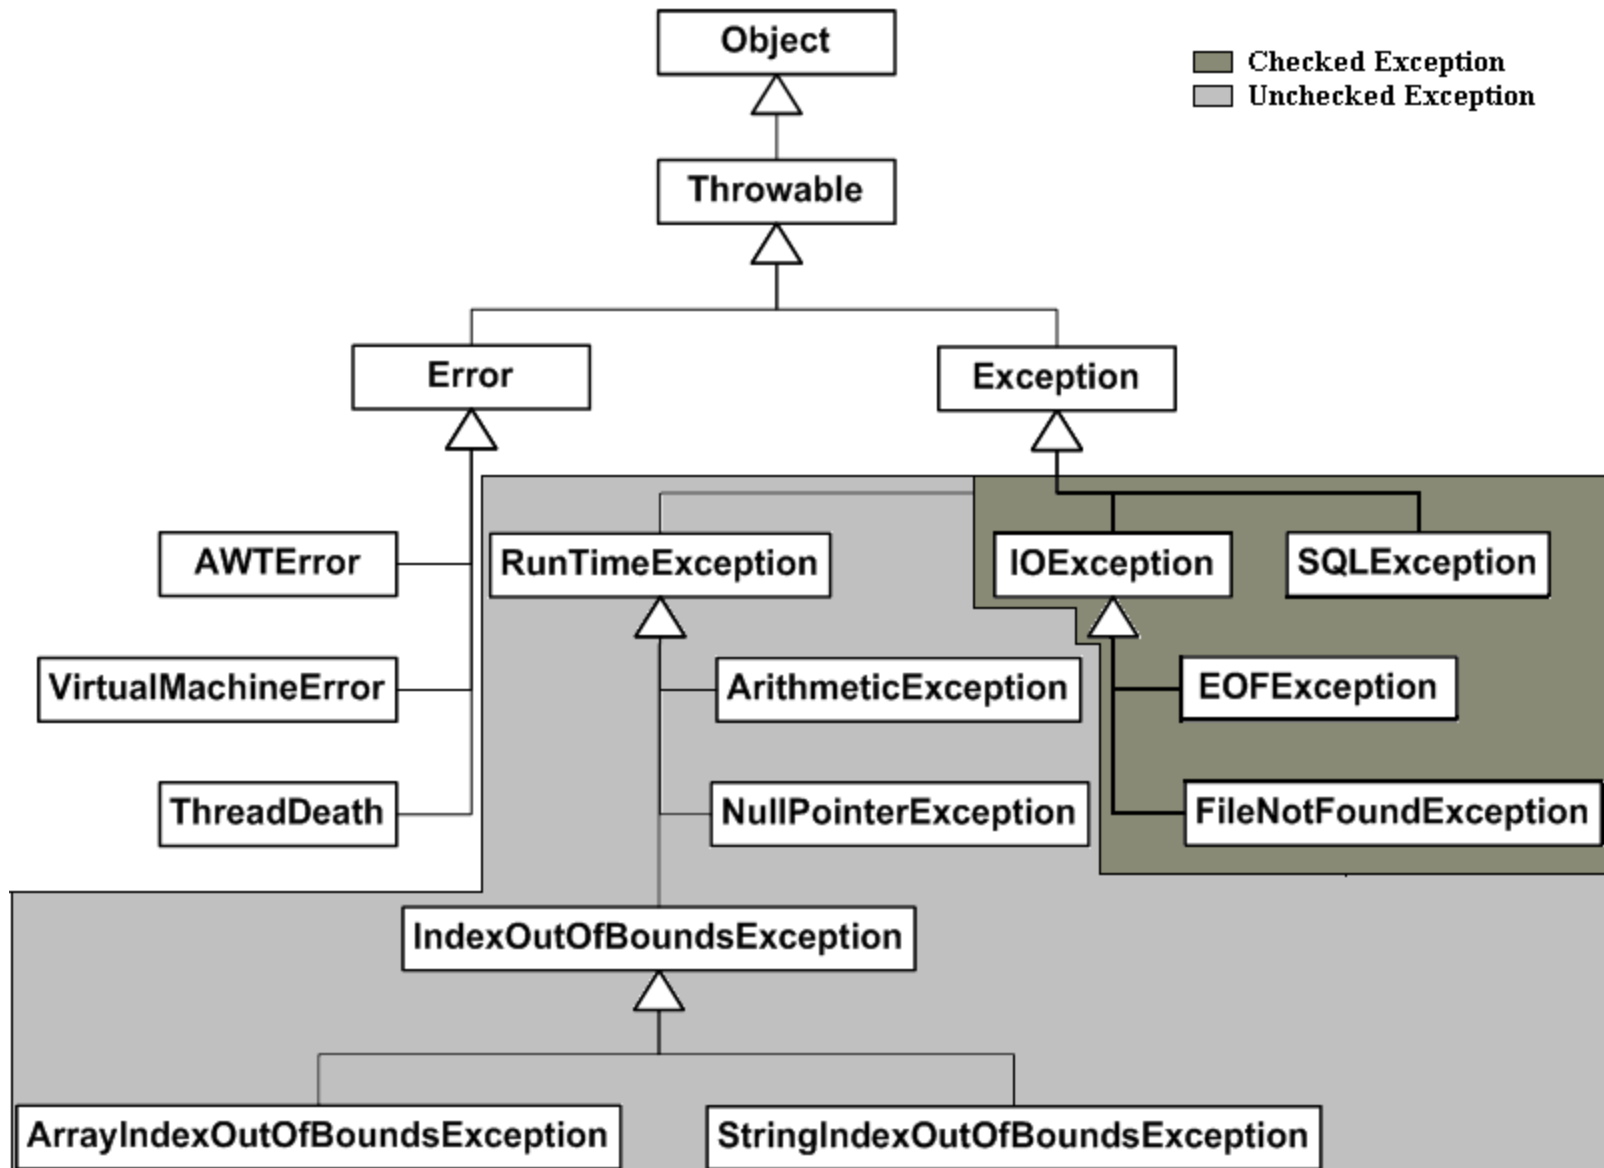 Object
Checked Exception
Unchecked Exception
Throwable
Error
Exception
AWTError
RunTimeException
IOException
SQLException
VirtualMachineError
ArithmeticException
EOFException
ThreadDeath
NullPointerException
FileNotFoundException
IndexOutOfBoundsException
ArrayIndexOutOfBoundsException
StringIndexOutOfBoundsException